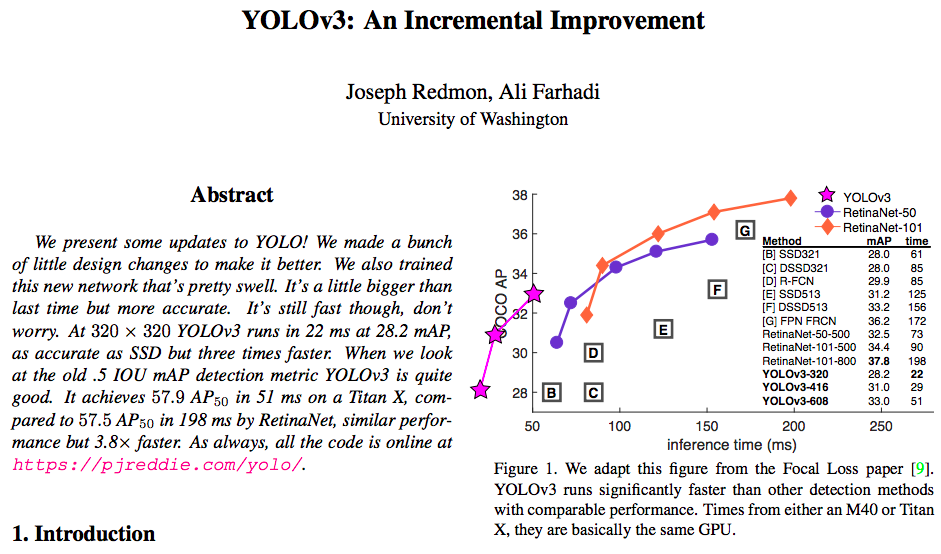 YOLOv3: An Incremental Improvement
Joseph Redmon, Ali Farhadi
University of Washington
Abstract
We present some updates to YOLO! We made a bunch
of little design changes to make it better. We also trained
this new network that's pretty swell. It's a little bigger than
last time but more accurate. It's still fast though, don't
worry. At 320 × 320 YOLOv3 runs in 22 ms at 28.2 mAP,
as accurate as SSD but three times faster. When we look
at the old .5 IOU mAP detection metric YOLOv3 is quite
good. It achieves 57.9 AP50 in 51 ms on a Titan X, com-
pared to 57.5 AP50 in 198 ms by RetinaNet, similar perfor-
mance but 3.8× faster. As always, all the code is online at
https://pjreddie.com/yolo/.
1. Introduction
38
36
34
32
30
28
COCO AP
50 100 150 200 250
inference time (ms)
B
C
D
E
F
G
YOLOv3
RetinaNet-50
RetinaNet-101
Method mAP time
[B] SSD321 28.0 61
[C] DSSD321 28.0 85
[D] R-FCN 29.9 85
[E] SSD513 31.2 125
[F] DSSD513 33.2 156
[G] FPN FRCN 36.2 172
RetinaNet-50-500 32.5 73
RetinaNet-101-500 34.4 90
RetinaNet-101-800 37.8 198
YOLOv3-320 28.2 22
YOLOv3-416 31.0 29
YOLOv3-608 33.0 51
Figure 1. We adapt this figure from the Focal Loss paper [9].
YOLOv3 runs significantly faster than other detection methods
with comparable performance. Times from either an M40 or Titan
X, they are basically the same GPU.